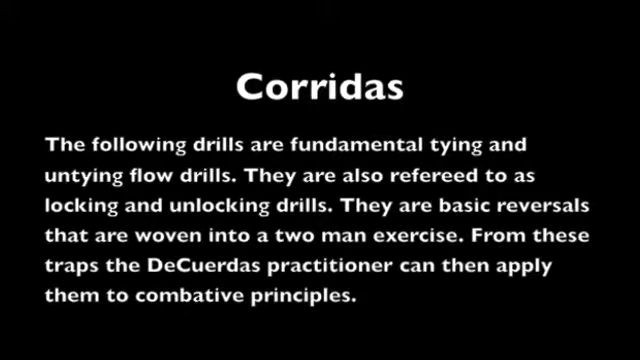 Corridas
The following drills are fundamental tying and
untying flow drills. They are also refereed to as
locking and unlocking drills. They are basic reversals
that are woven into a two man exercise. From these
traps the DeCuerdas practitioner can then apply
them to combative principles.